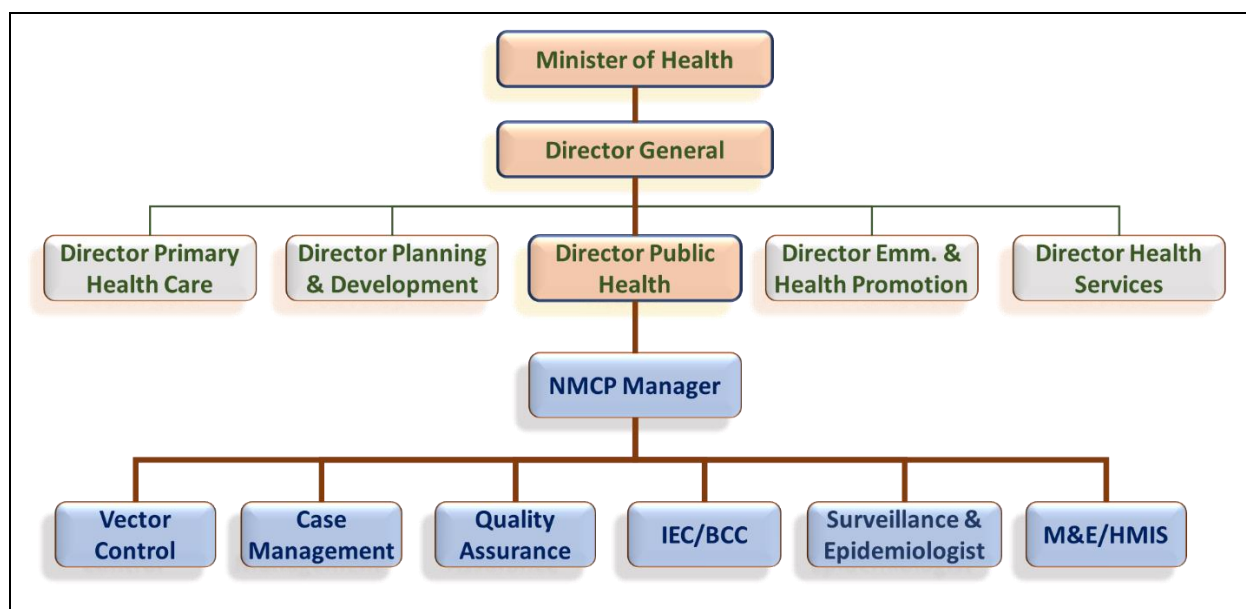 Minister of Health
Director General
Director Primary
Health Care
Director Planning
& Development
Director Public
Health
Director Emm. &
Health Promotion
Director Health
Services
NMCP Manager
Vector
Control
Case
Management
Quality
Assurance
IEC/BCC
Surveillance &
Epidemiologist
M&E/HMIS